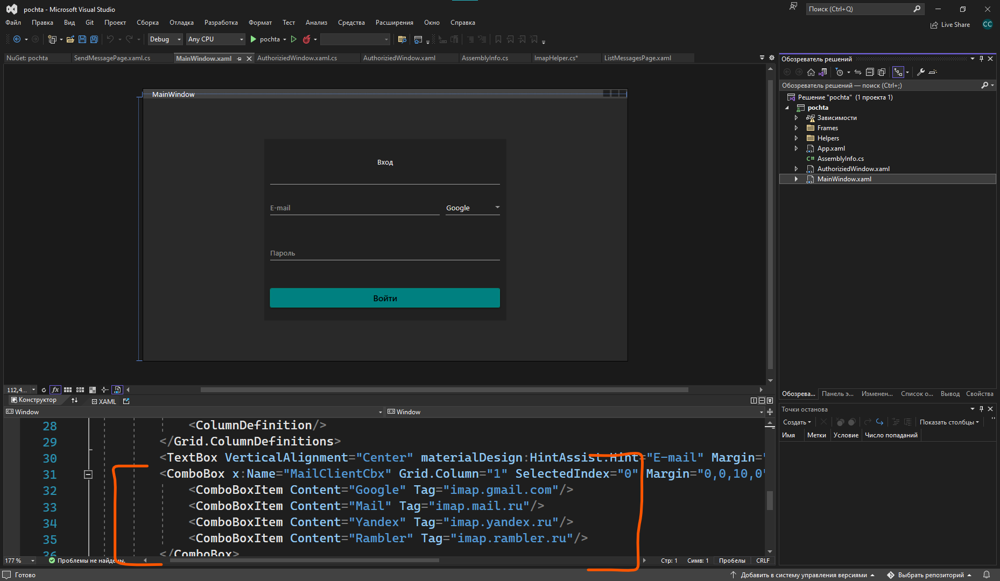 pochta - Microsoft Visual Studio
Поиск (Ctrl+Q)
Файл Правка Вид Git Проект Сборка Отладка Разработка Формат Тест Анализ Средства Расширения Окно Справка
Live Share CC
Debug Any CPU pochta
NuGet: pochta SendMessagePage.xaml.cs MainWindow.xaml AuthoriziedWindow.xaml.cs AuthoriziedWindow.xaml AssemblyInfo.cs ImapHelper.cs* ListMessagesPage.xaml
MainWindow
Вход
E-mail Google
Пароль
Войти
112,4...
Конструктор XAML
Window Window
28 <ColumnDefinition/>
29 </Grid.ColumnDefinitions>
30 <TextBox VerticalAlignment="Center" materialDesign:HintAssist.Hint="E-mail" Margin="
31 <ComboBox x:Name="MailClientCbx" Grid.Column="1" SelectedIndex="0" Margin="0,0,10,0"
32 <ComboBoxItem Content="Google" Tag="imap.gmail.com"/>
33 <ComboBoxItem Content="Mail" Tag="imap.mail.ru"/>
34 <ComboBoxItem Content="Yandex" Tag="imap.yandex.ru"/>
35 <ComboBoxItem Content="Rambler" Tag="imap.rambler.ru"/>
36 </ComboBox>
177 % Проблемы не найдены. Стр: 1 Симв: 1 Пробелы CRLF
Обозреватель решений
Обозреватель решений — поиск (Ctrl+;)
Решение "pochta" (1 проекта 1)
pochta
Зависимости
Frames
Helpers
App.xaml
C# AssemblyInfo.cs
AuthoriziedWindow.xaml
MainWindow.xaml
Обозрева... Панель э... Изменен... Список о... Вывод Свойства
Точки останова
Создать Показать столбцы
Имя Метки Условие Число попаданий
Готово Добавить в систему управления версиями Выбрать репозиторий